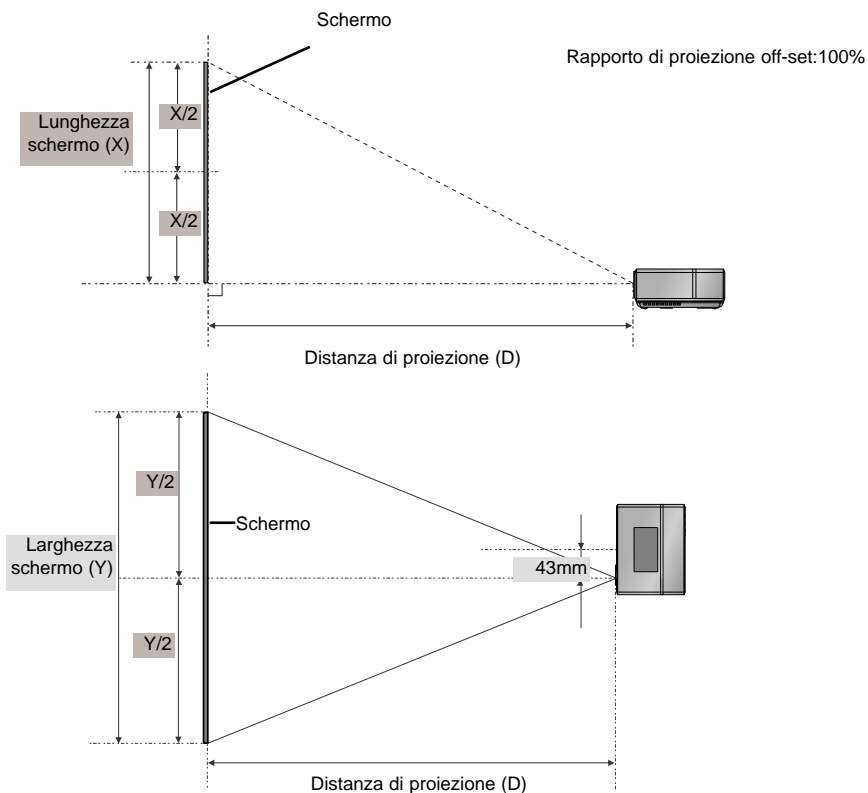 Schermo
Rapporto di proiezione off-set:100%
X/2
Lunghezza
schermo (X)
X/2
Distanza di proiezione (D)
Y/2
Schermo
Larghezza
schermo (Y)
43mm
Y/2
Distanza di proiezione (D)